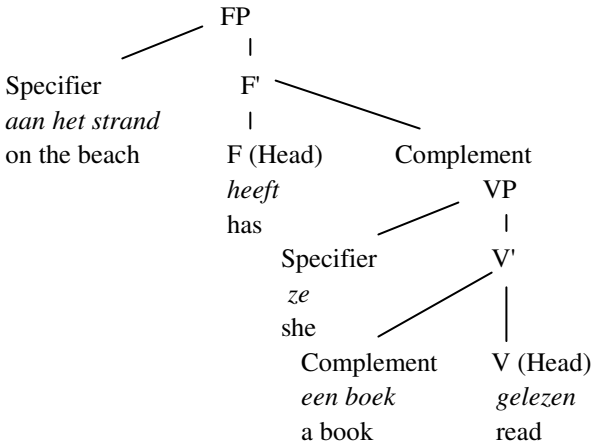 FP
Specifier F'
aan het strand
on the beach F (Head) Complement
heeft VP
has
Specifier V'
ze
she
Complement V (Head)
een boek gelezen
a book read